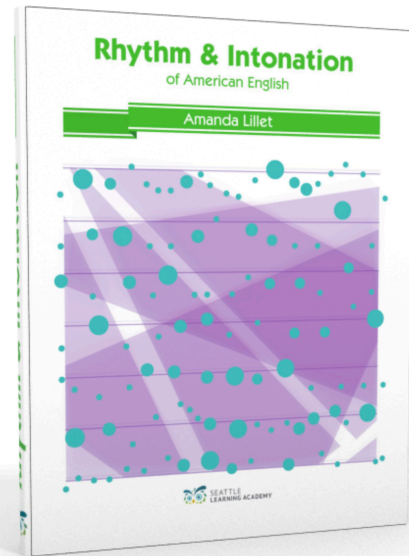 Rhythm & Intonation
of American English
Amanda Lillet
SEATTLE
LEARNING ACADEMY